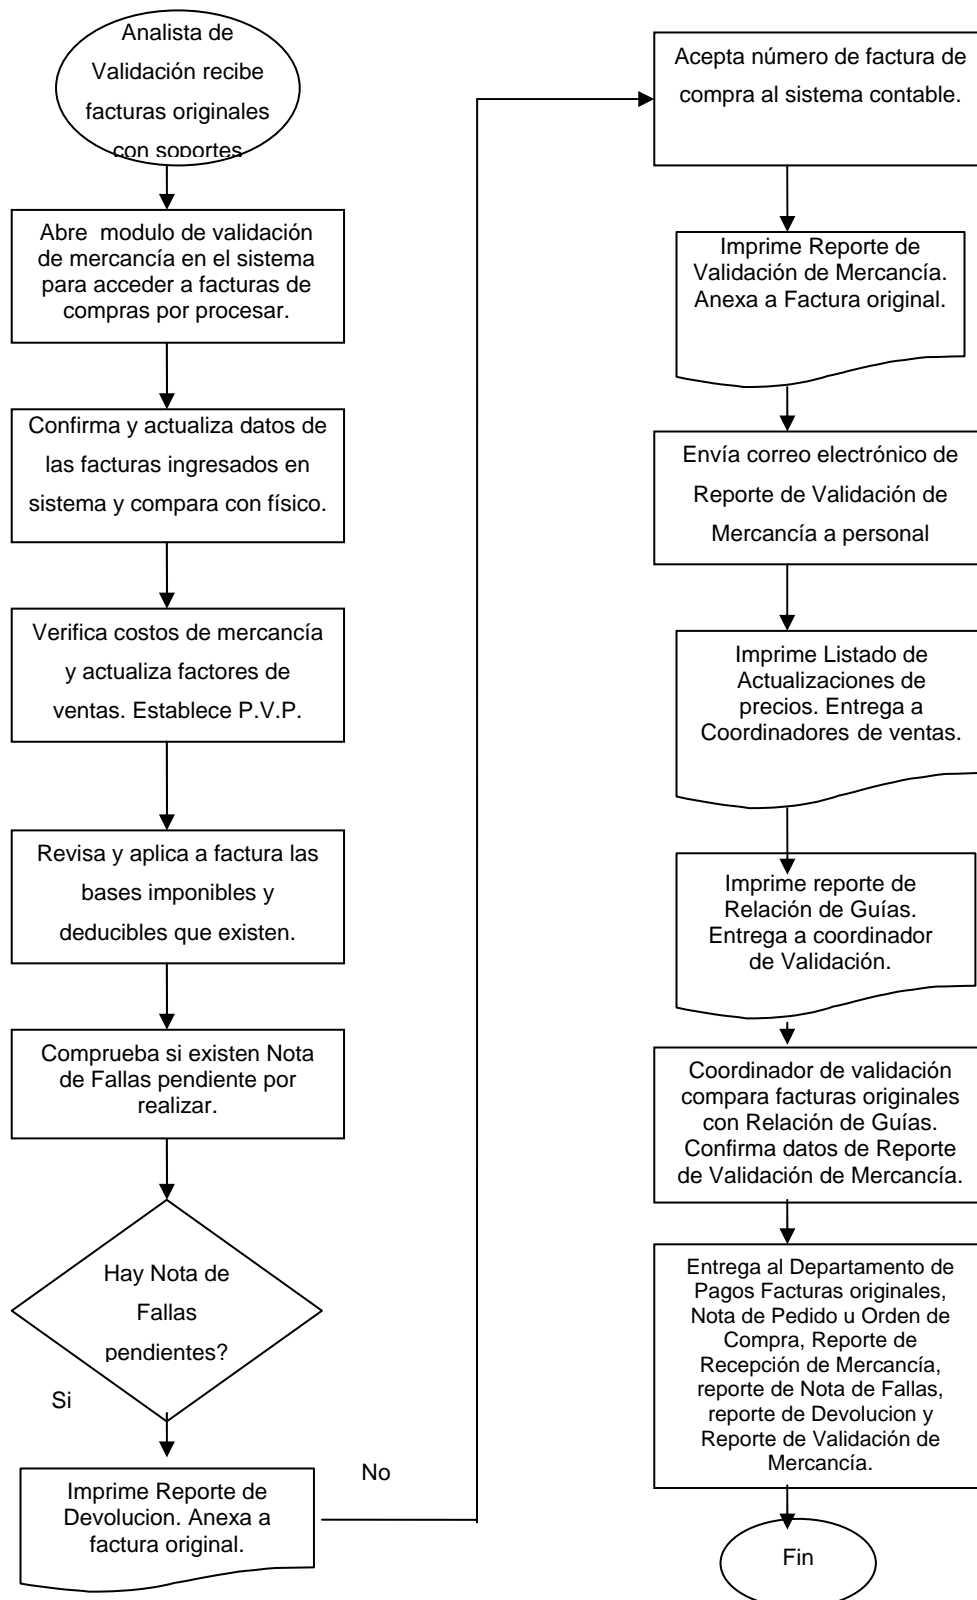 Analista de
Validación recibe
facturas originales
con soportes
Abre modulo de validación
de mercancía en el sistema
para acceder a facturas de
compras por procesar.
Confirma y actualiza datos de
las facturas ingresados en
sistema y compara con físico.
Verifica costos de mercancía
y actualiza factores de
ventas. Establece P.V.P.
Revisa y aplica a factura las
bases imponibles y
deducibles que existen.
Comprueba si existen Nota
de Fallas pendiente por
realizar.
Hay Nota de
Fallas
pendientes?
Si
Imprime Reporte de
Devolucion. Anexa a
factura original.
No
Acepta número de factura de
compra al sistema contable.
Imprime Reporte de
Validación de Mercancía.
Anexa a Factura original.
Envía correo electrónico de
Reporte de Validación de
Mercancía a personal
Imprime Listado de
Actualizaciones de
precios. Entrega a
Coordinadores de ventas.
Imprime reporte de
Relación de Guías.
Entrega a coordinador
de Validación.
Coordinador de validación
compara facturas originales
con Relación de Guías.
Confirma datos de Reporte
de Validación de Mercancía.
Entrega al Departamento de
Pagos Facturas originales,
Nota de Pedido u Orden de
Compra, Reporte de
Recepción de Mercancía,
reporte de Nota de Fallas,
reporte de Devolucion y
Reporte de Validación de
Mercancía.
Fin